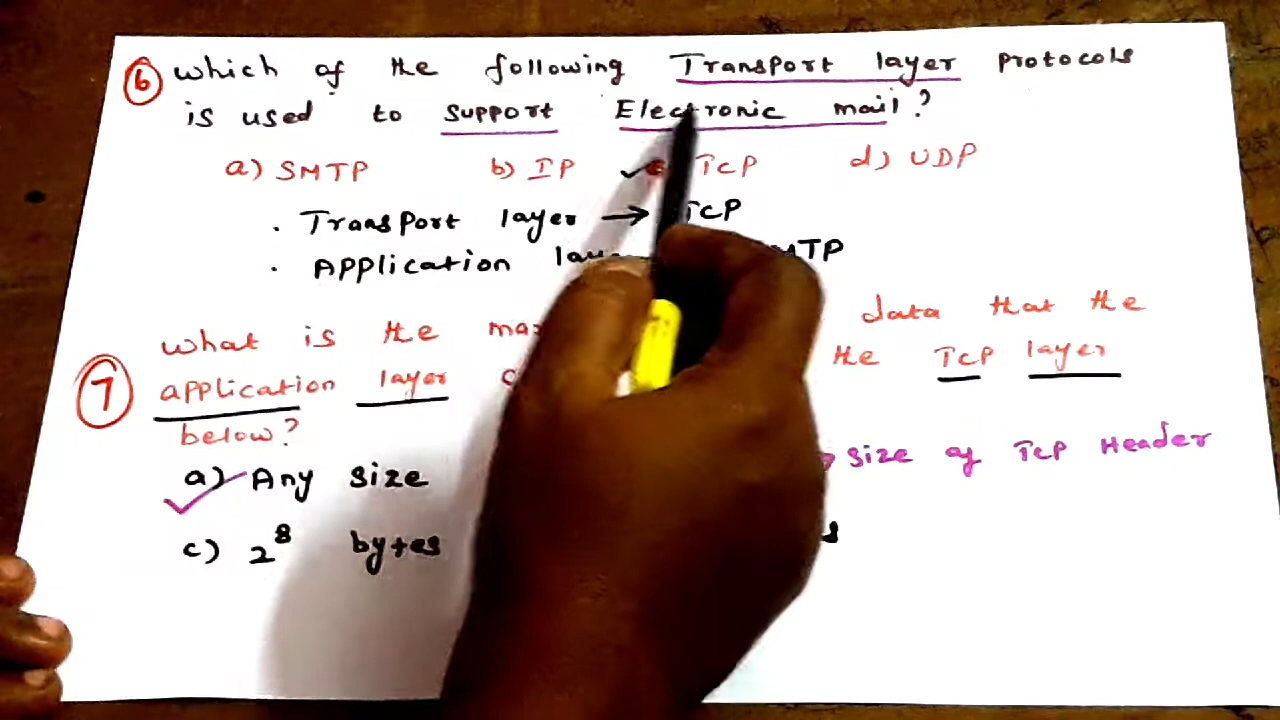 6 Which of the following Transport layer protocols
is used to support Electronic mail?
a) SMTP b) IP TCP d) UDP
. Transport layer → TCP
. Application
What is the data that the
7 application layer the TCP layer
below?
a) Any size size of TCP Header
c) 2⁸ bytes